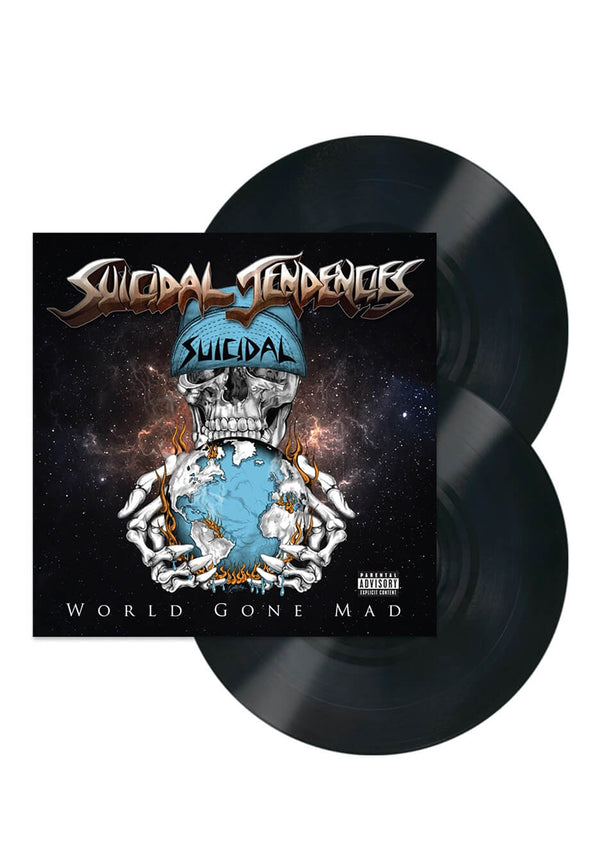 SUICIDAL TENDENCIES
SUICIDAL
PARENTAL
ADVISORY
EXPLICIT CONTENT
WORLD GONE MAD